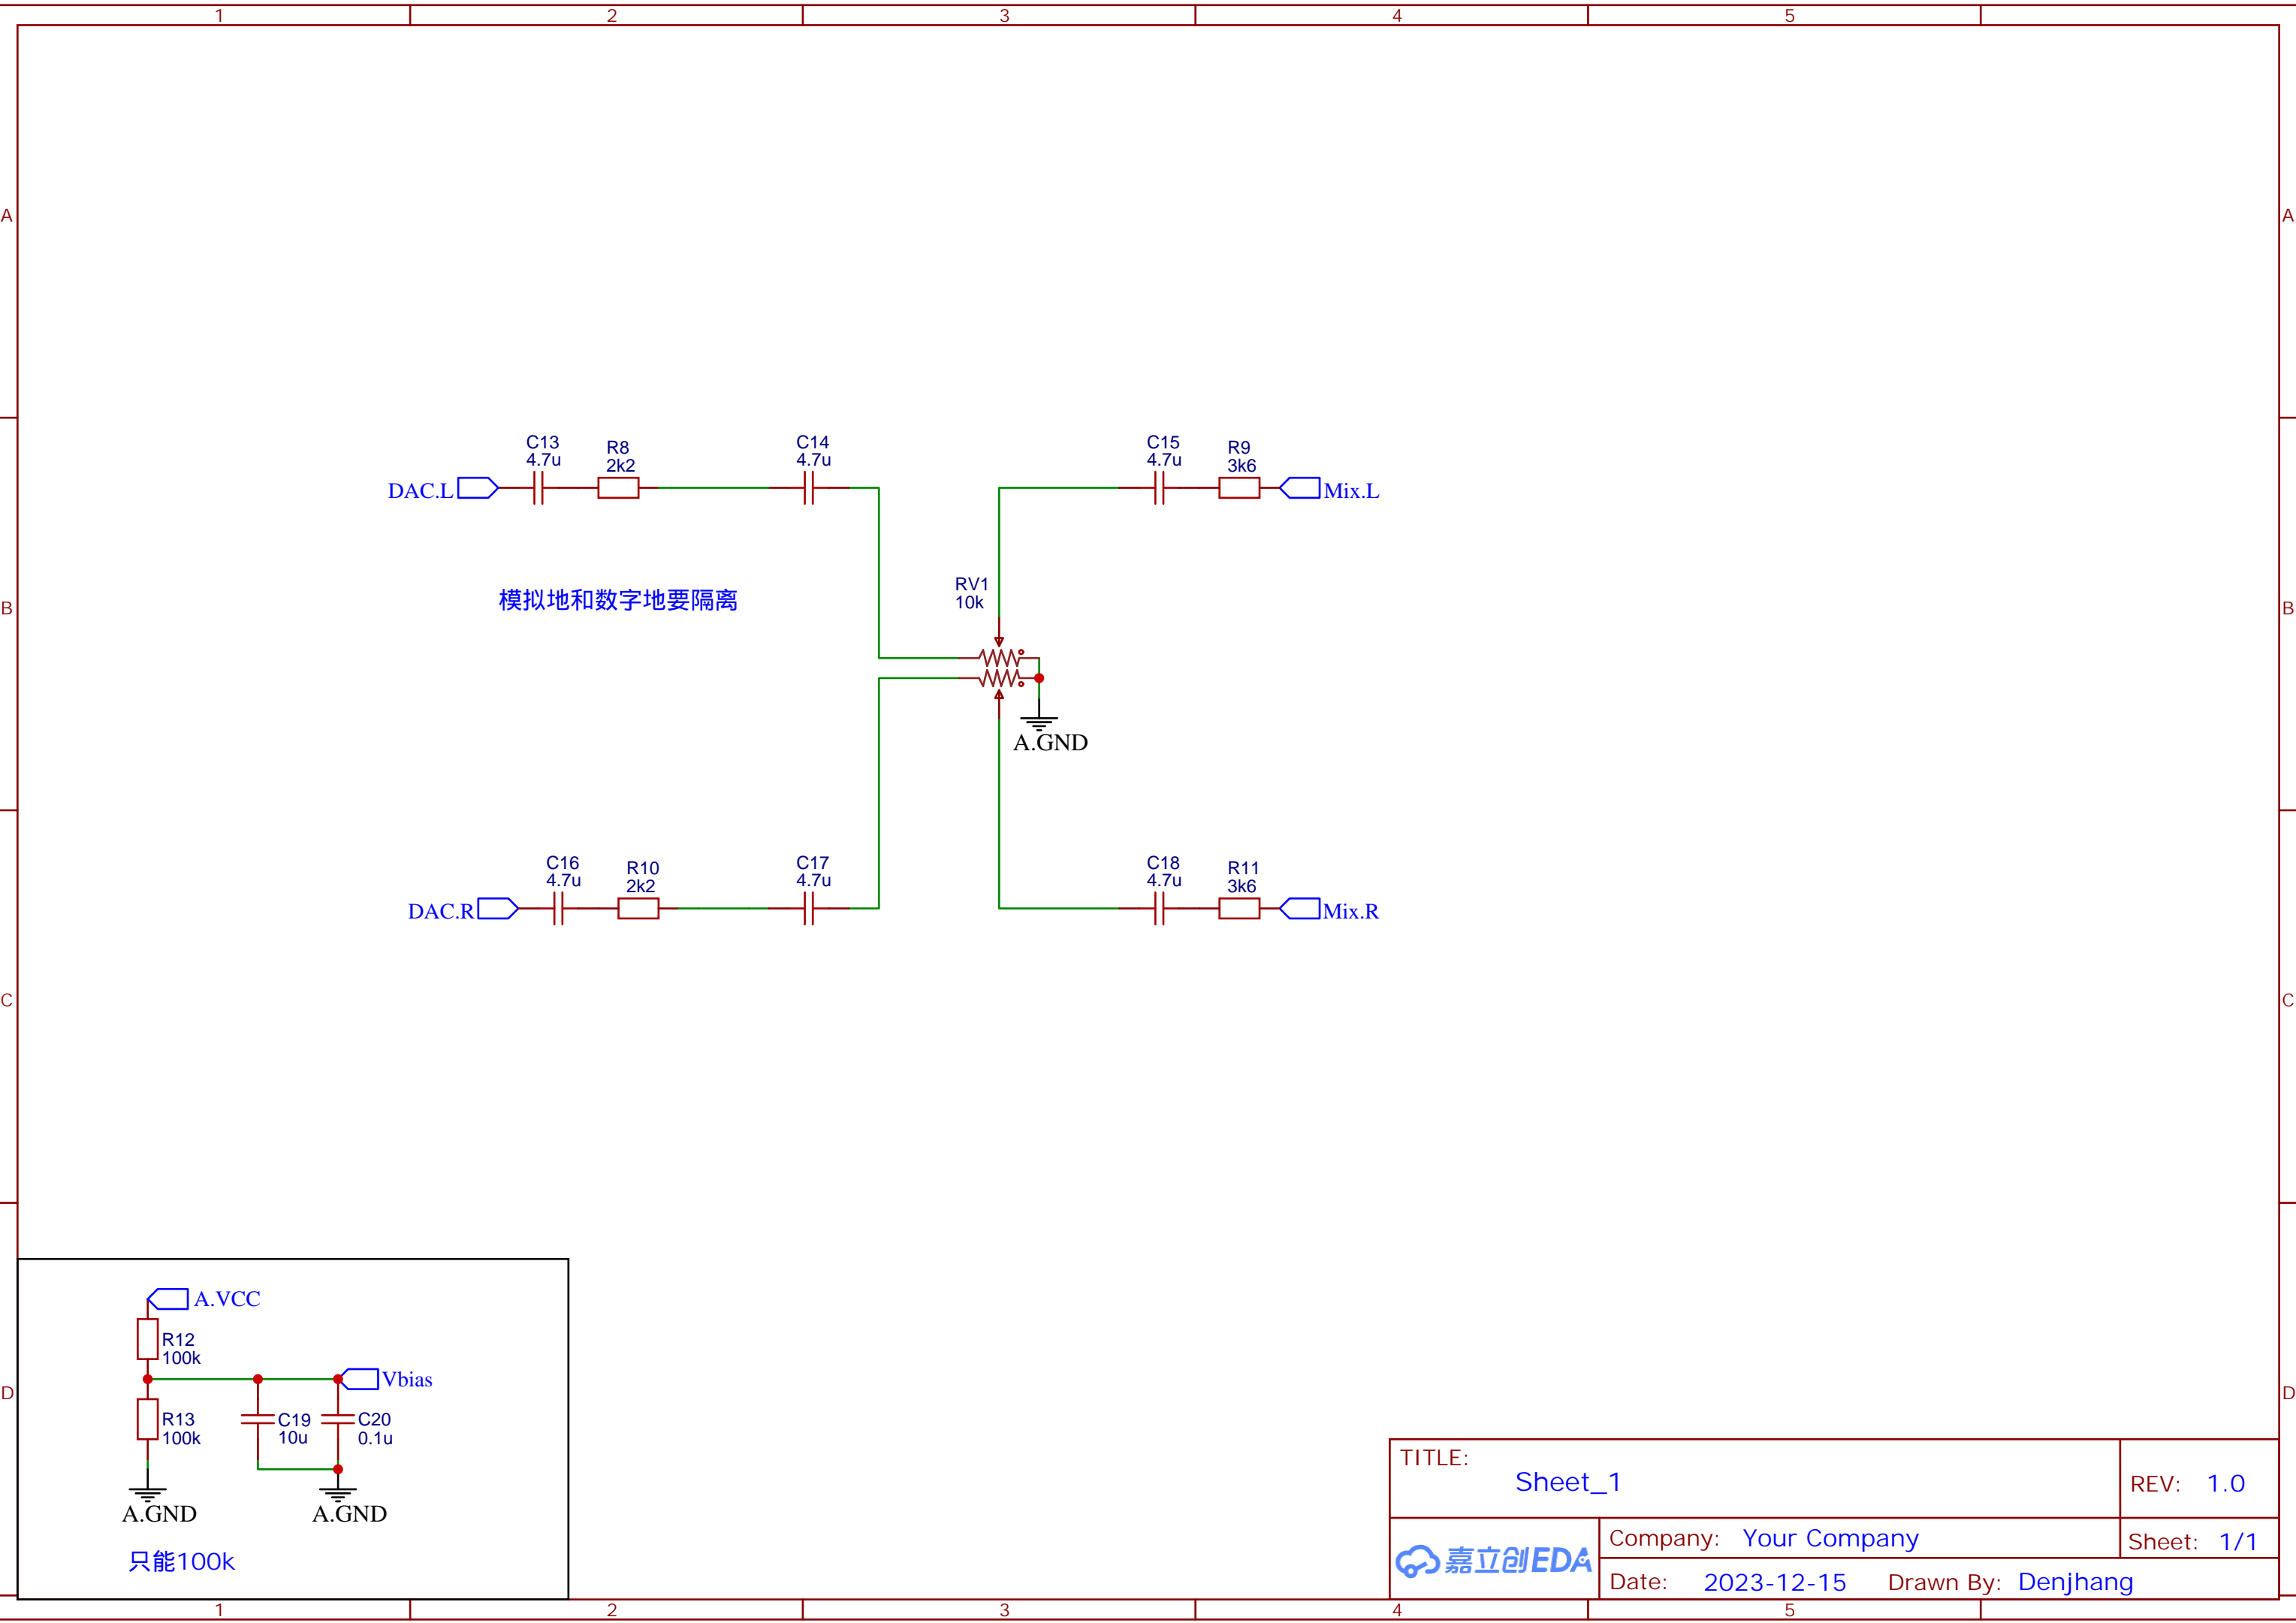 1 2 3 4 5
A A
C13
4.7u
R8
2k2
C14
4.7u
C15
4.7u
R9
3k6
DAC.L
Mix.L
模拟地和数字地要隔离
RV1
10k
B B
A.GND
C16
4.7u
R10
2k2
C17
4.7u
C18
4.7u
R11
3k6
DAC.R
Mix.R
C C
A.VCC
R12
100k
Vbias
D D
R13
100k
C19
10u
C20
0.1u
A.GND A.GND
只能100k
TITLE:
Sheet_1
REV: 1.0
嘉立创EDA
Company: Your Company
Sheet: 1/1
Date: 2023-12-15 Drawn By: Denjhang
1 2 3 4 5